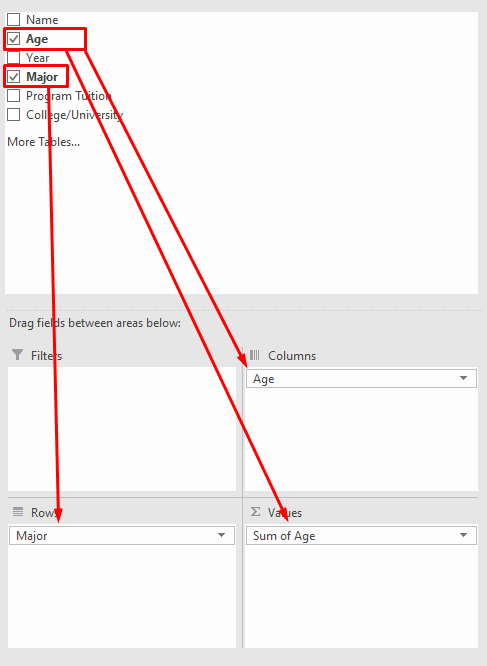 Name
Age
Year
Major
Program Tuition
College/University
More Tables...
Drag fields between areas below:
Filters
Columns
Age
Rows
Values
Major
Sum of Age